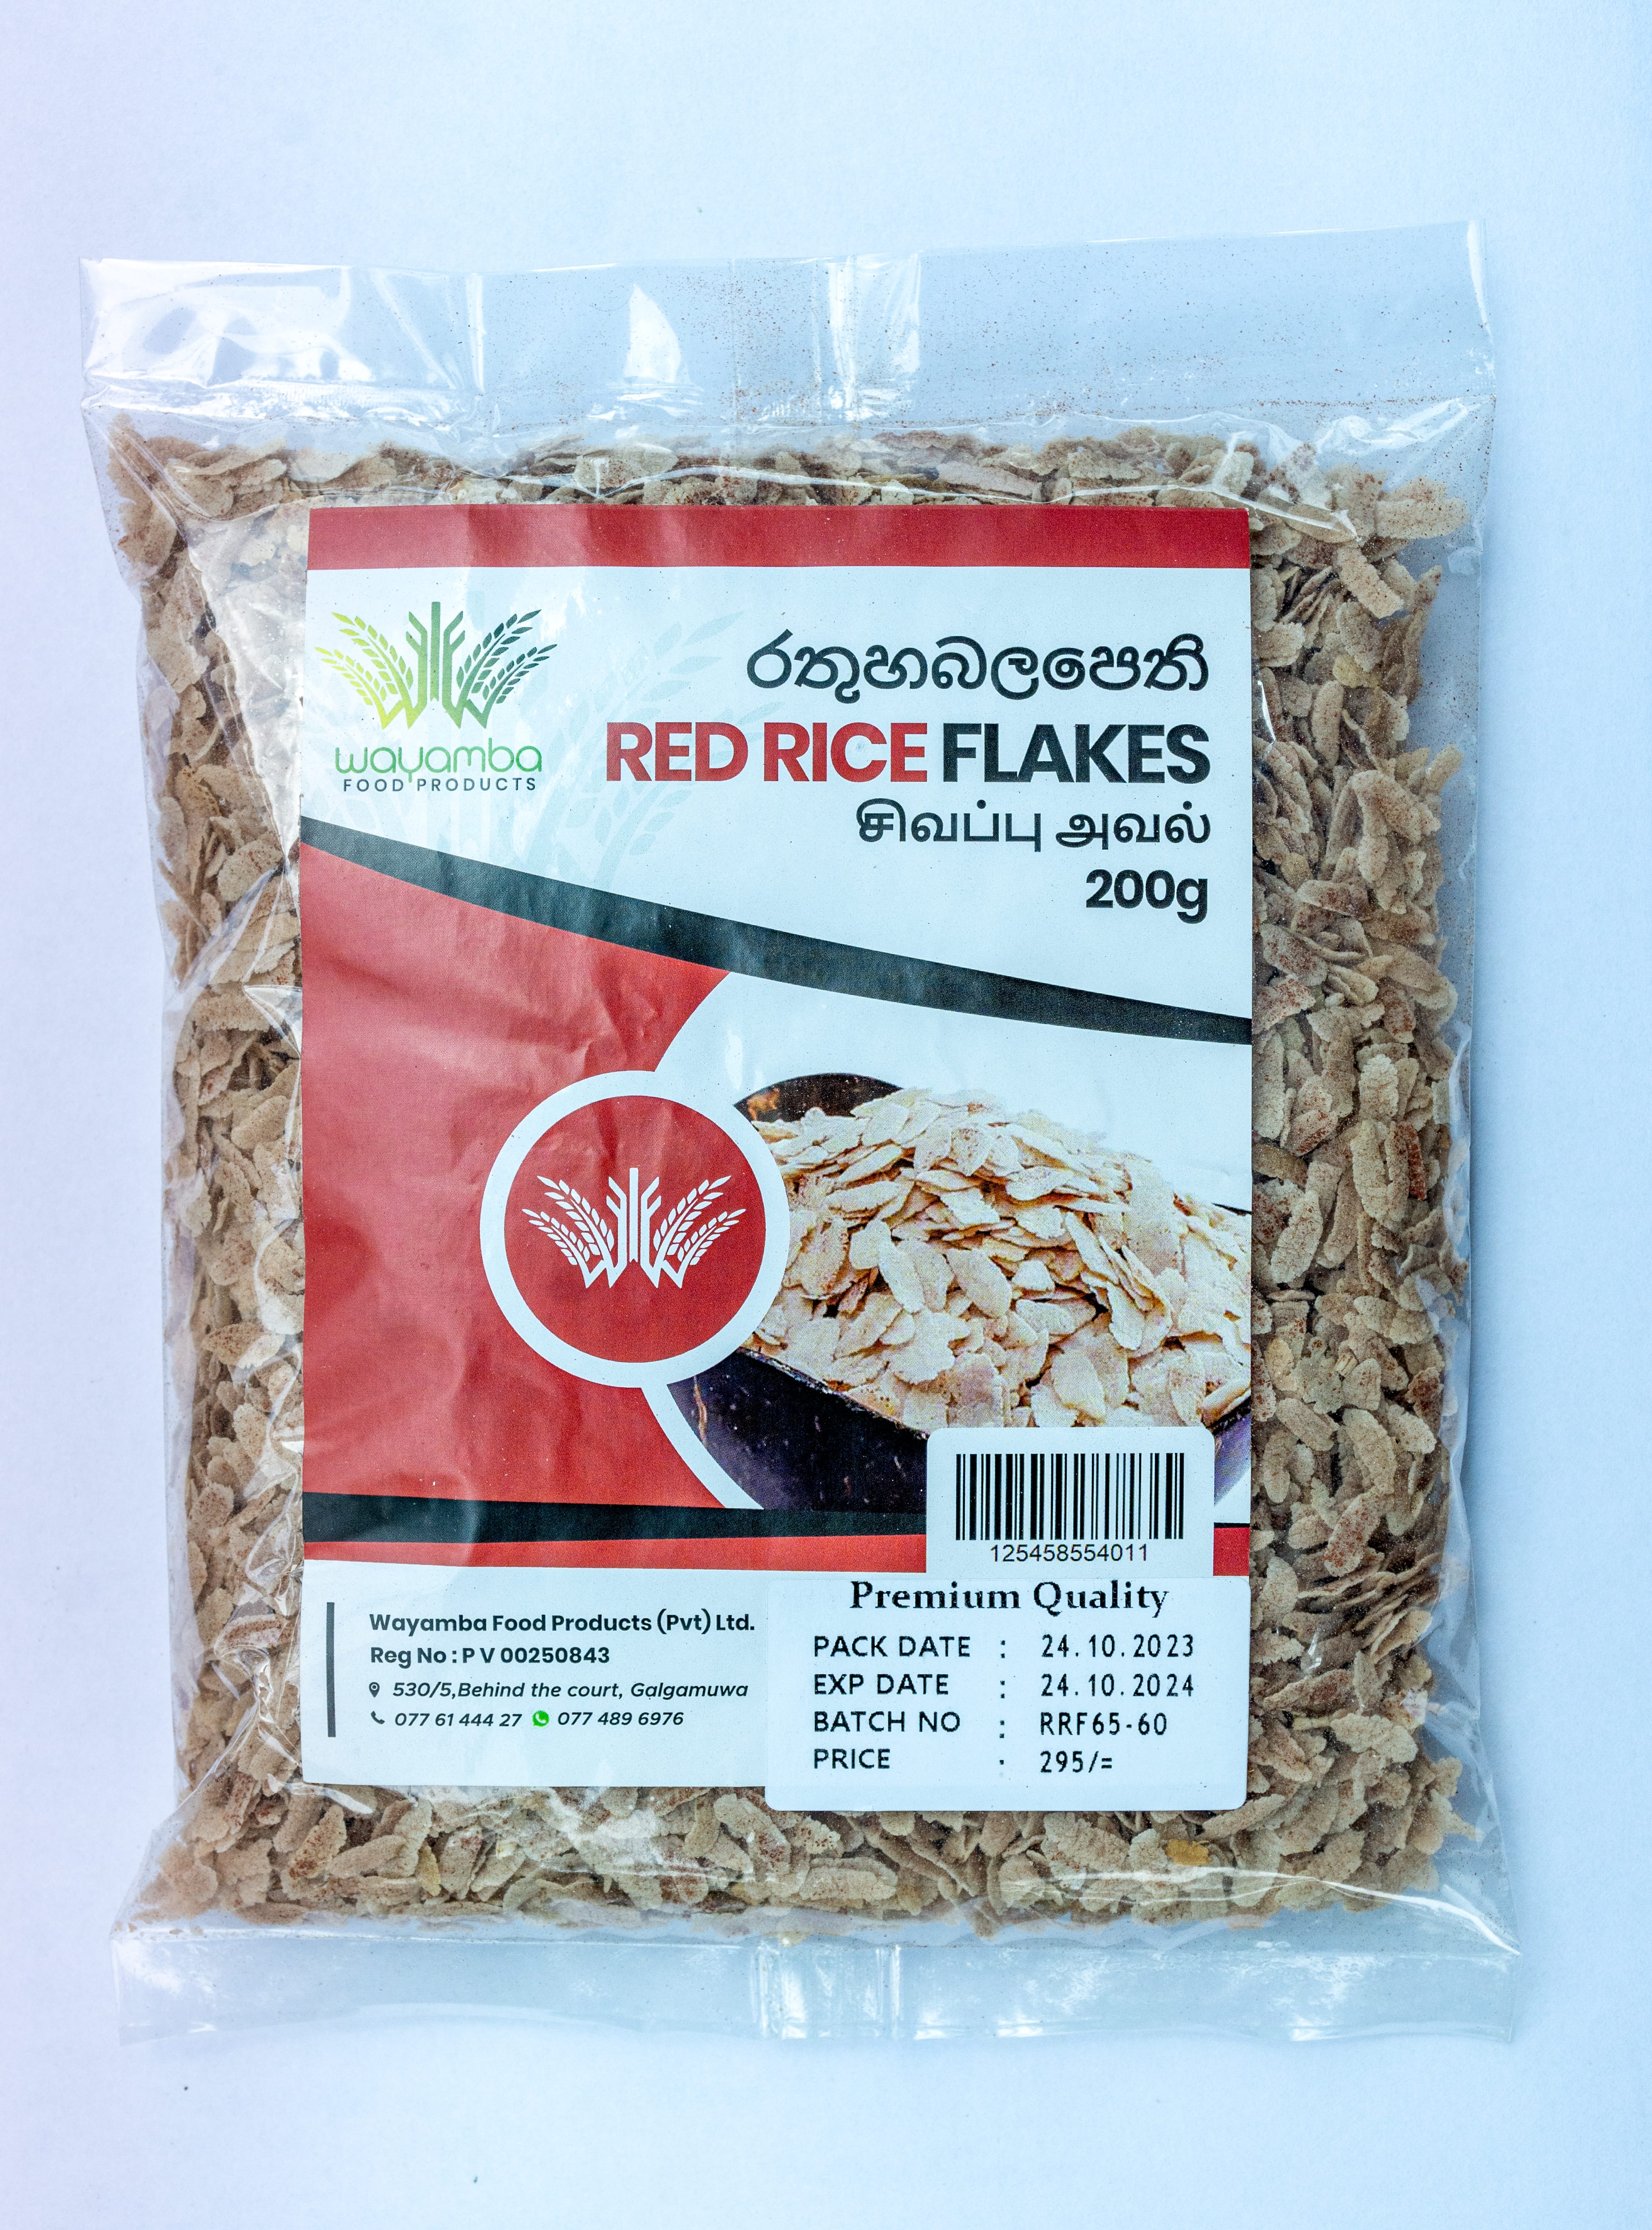 wayamba
FOOD PRODUCTS
රතුහබලපෙති
RED RICE FLAKES
சிவப்பு அவல்
200g
125458554011
Premium Quality
PACK DATE : 24.10.2023
EXP DATE : 24.10.2024
BATCH NO : RRF65-60
PRICE : 295/=
Wayamba Food Products (Pvt) Ltd.
Reg No : P V 00250843
530/5,Behind the court, Galgamuwa
077 61 444 27 077 489 6976